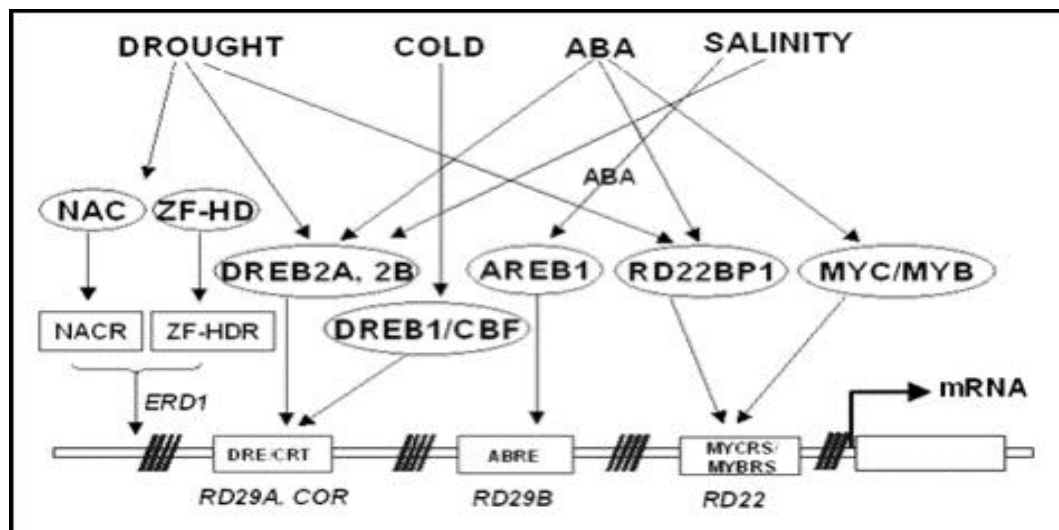 DROUGHT COLD ABA SALINITY
ABA
NAC ZF-HD
DREB2A, 2B AREB1 RD22BP1 MYC/MYB
NACR ZF-HDR DREB1/CBF
ERD1 mRNA
DRE/CRT ABRE MYCRS/
MYBRS
RD29A, COR RD29B RD22